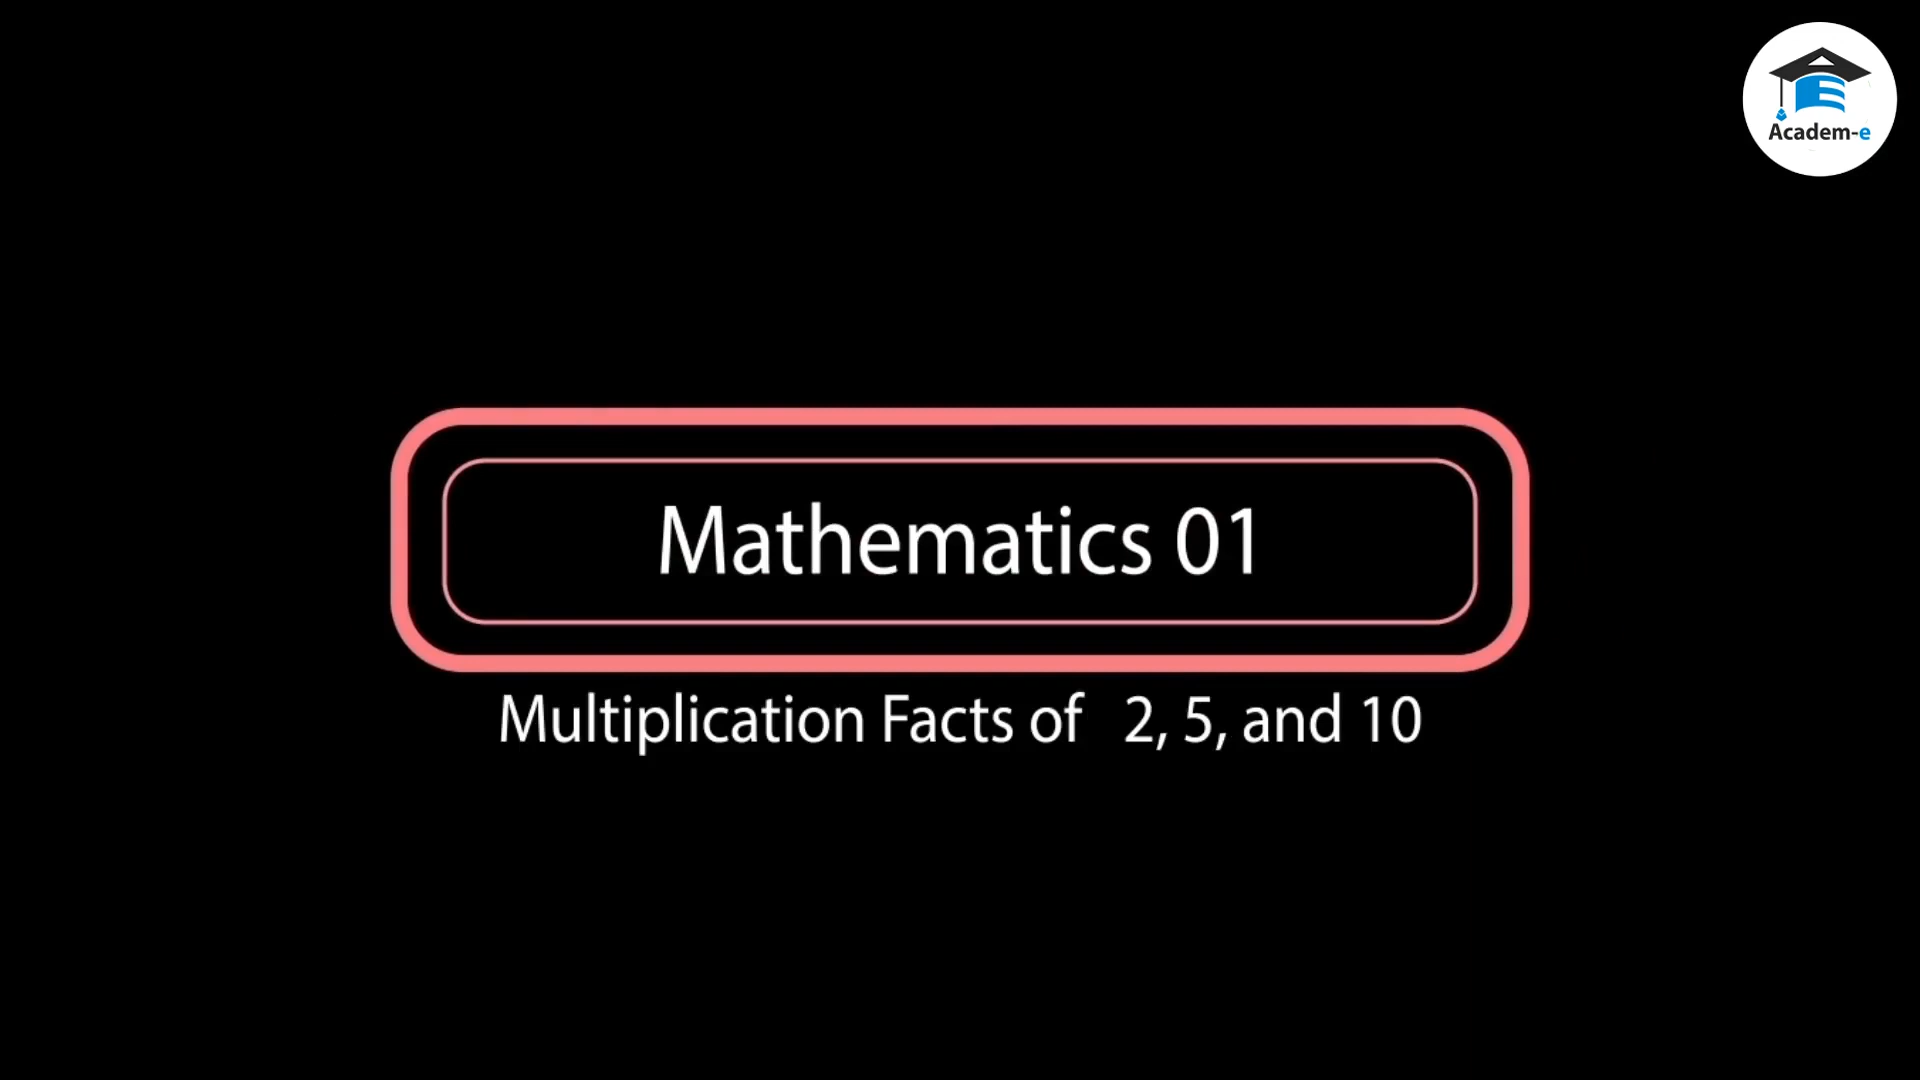 Academ-e
Mathematics 01
Multiplication Facts of 2, 5, and 10